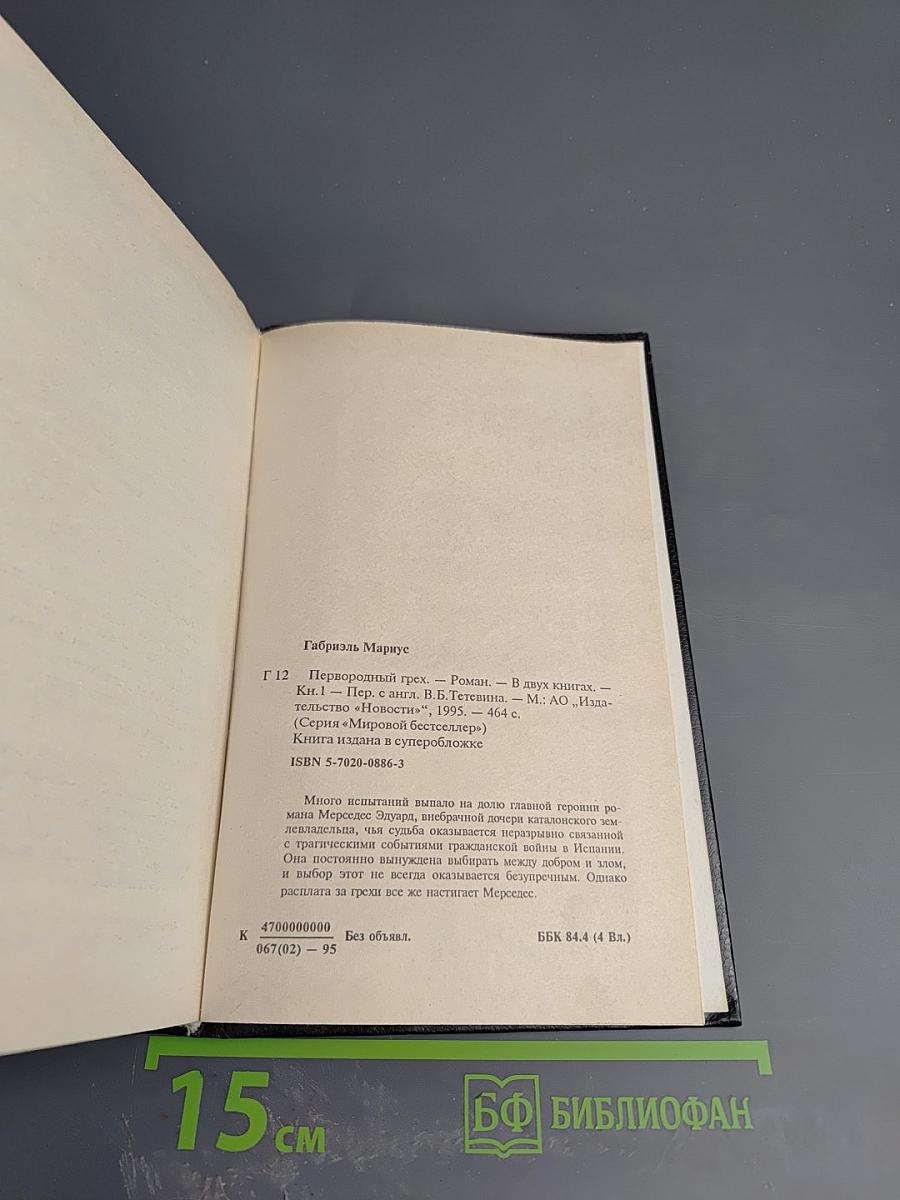 Габриэль Мариус
Г 12 Первородный грех. — Роман. — В двух книгах. —
Кн.1 — Пер. с англ. В.Б.Тетевина. — М.: АО „Изда-
тельство «Новости»“, 1995. — 464 с.
(Серия «Мировой бестселлер»)
Книга издана в суперобложке
ISBN 5-7020-0886-3
Много испытаний выпало на долю главной героини ро-
мана Мерседес Эдуард, внебрачной дочери каталонского зем-
левладельца, чья судьба оказывается неразрывно связанной
с трагическими событиями гражданской войны в Испании.
Она постоянно вынуждена выбирать между добром и злом,
и выбор этот не всегда оказывается безупречным. Однако
расплата за грехи все же настигает Мерседес.
4700000000
К Без объявл. ББК 84.4 (4 Вл.)
067(02) — 95
15 см БФ БИБЛИОФАН